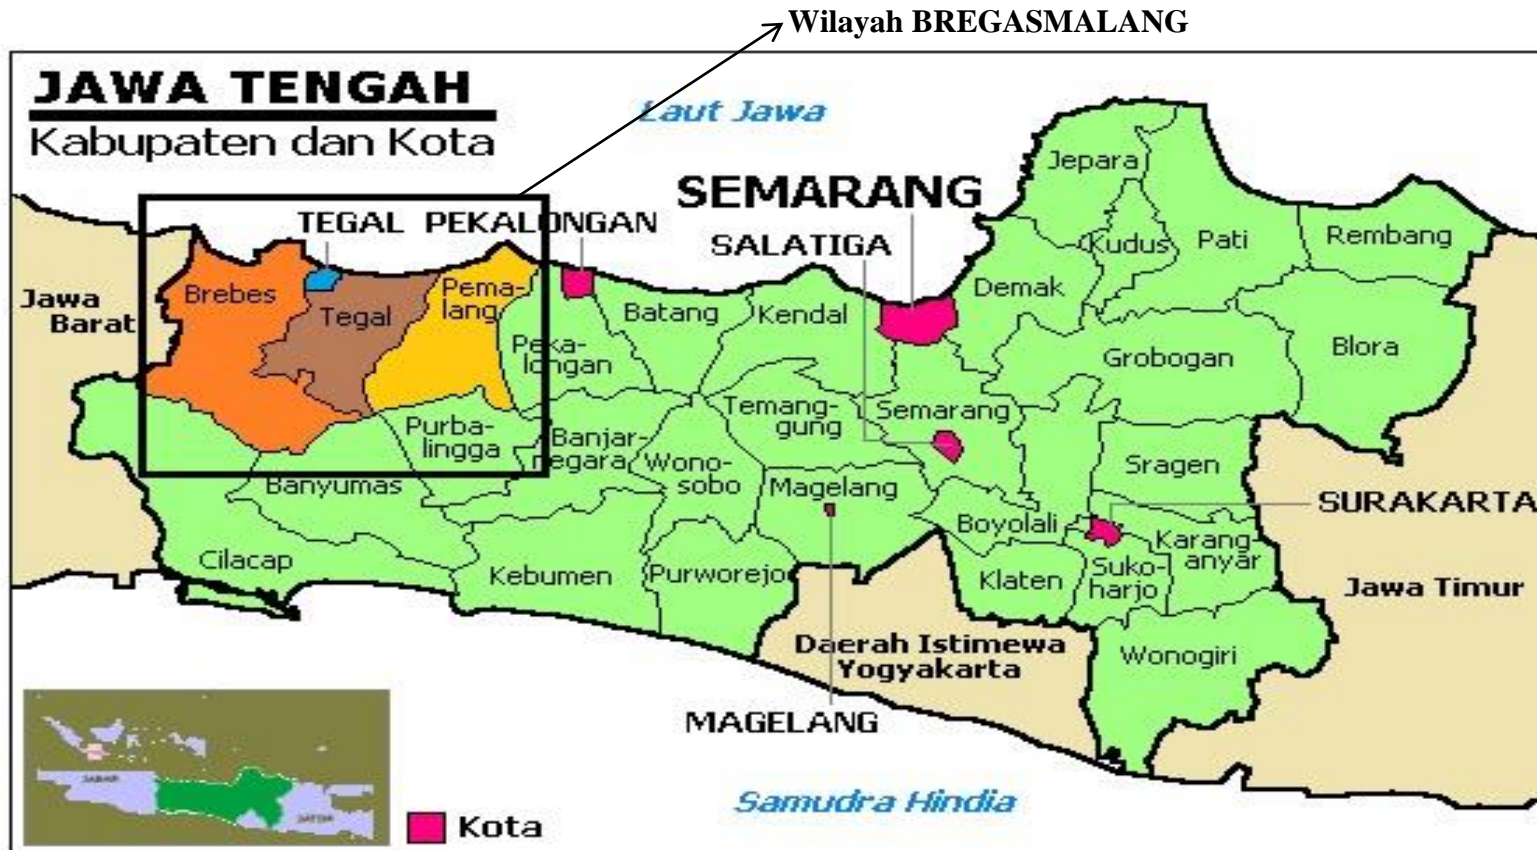 Wilayah BREGASMALANG
JAWA TENGAH
Kabupaten dan Kota
Laut Jawa
TEGAL
PEKALONGAN
SEMARANG
SALATIGA
Jepara
Kudus
Pati
Rembang
Jawa
Barat
Brebes
Tegal
Pema-
lang
Peka-
longan
Batang
Kendal
Demak
Grobogan
Blora
Purba-
lingga
Banjar-
negara
Wono-
sobo
Temang-
gung
Semarang
Sragen
Banyumas
Magelang
Boyolali
SURAKARTA
Karang-
anyar
Cilacap
Kebumen
Purworejo
Klaten
Suko-
harjo
Jawa Timur
Daerah Istimewa
Yogyakarta
Wonogiri
MAGELANG
Samudra Hindia
Kota